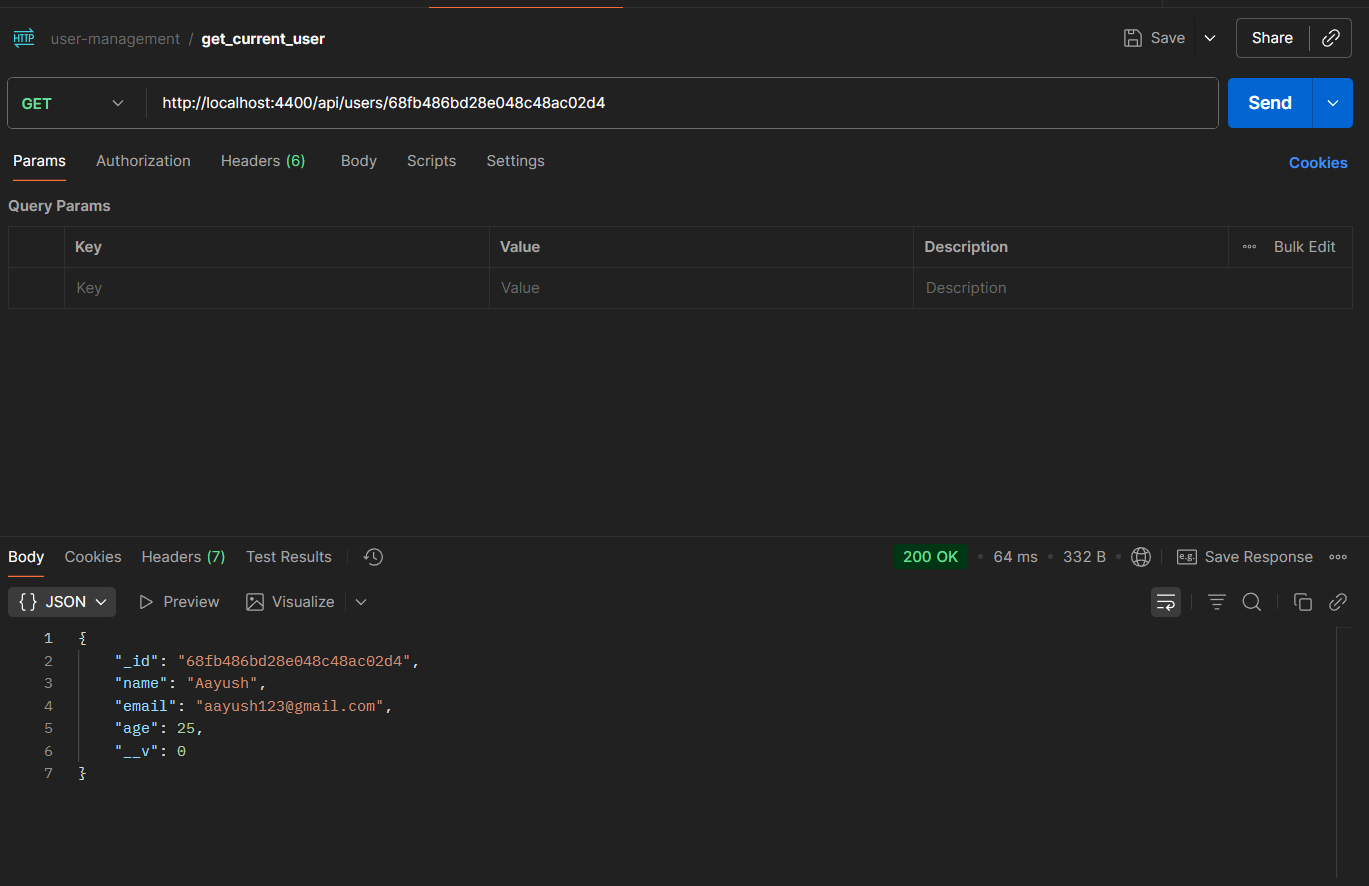 HTTP user-management / get_current_user Save Share
GET http://localhost:4400/api/users/68fb486bd28e048c48ac02d4 Send
Params Authorization Headers (6) Body Scripts Settings Cookies
Query Params
Key Value Description Bulk Edit
Key Value Description
Body Cookies Headers (7) Test Results 200 OK • 64 ms • 332 B • e.g. Save Response
{} JSON Preview Visualize
1 {
2 "_id": "68fb486bd28e048c48ac02d4",
3 "name": "Aayush",
4 "email": "aayush123@gmail.com",
5 "age": 25,
6 "__v": 0
7 }